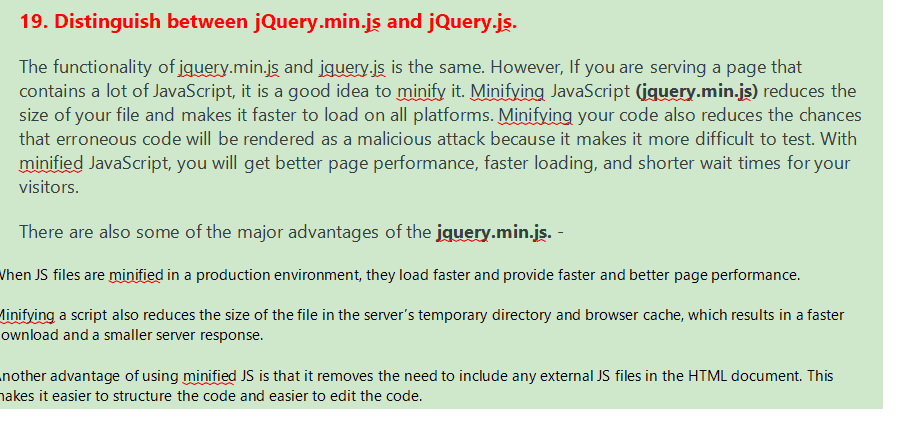 19. Distinguish between jQuery.min.js and jQuery.js.
The functionality of jquery.min.js and jquery.js is the same. However, If you are serving a page that
contains a lot of JavaScript, it is a good idea to minify it. Minifying JavaScript (jquery.min.js) reduces the
size of your file and makes it faster to load on all platforms. Minifying your code also reduces the chances
that erroneous code will be rendered as a malicious attack because it makes it more difficult to test. With
minified JavaScript, you will get better page performance, faster loading, and shorter wait times for your
visitors.
There are also some of the major advantages of the jquery.min.js. -
When JS files are minified in a production environment, they load faster and provide faster and better page performance.
Minifying a script also reduces the size of the file in the server's temporary directory and browser cache, which results in a faster
ownload and a smaller server response.
nother advantage of using minified JS is that it removes the need to include any external JS files in the HTML document. This
makes it easier to structure the code and easier to edit the code.